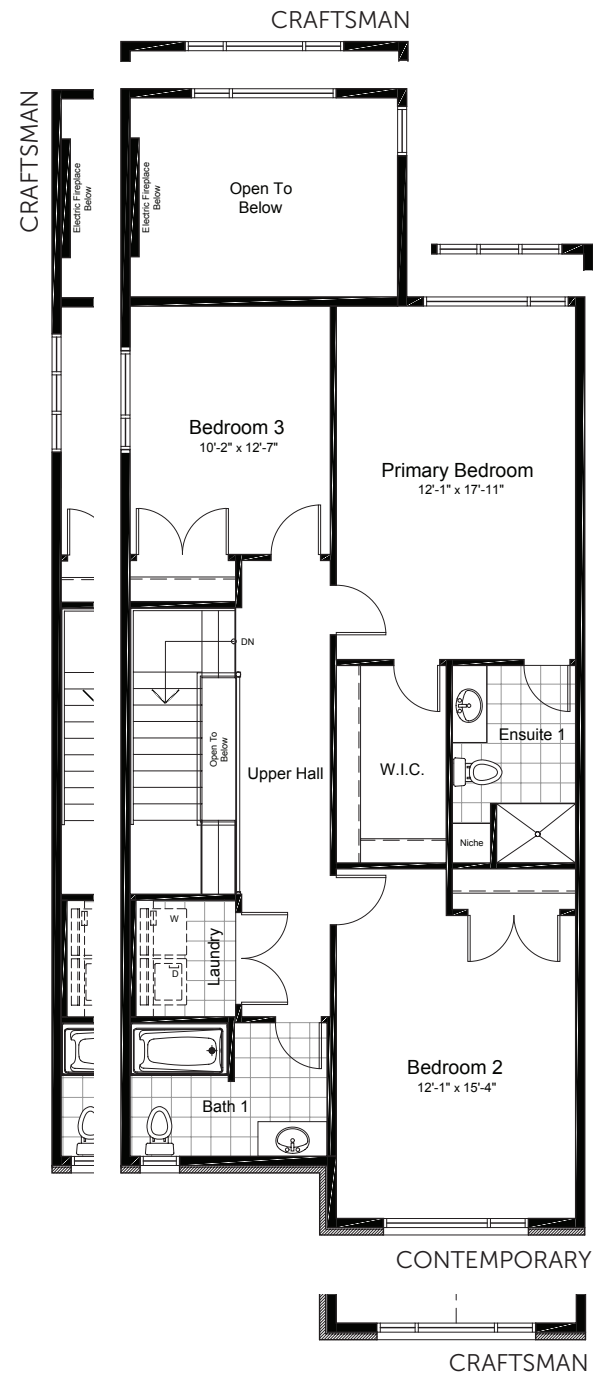 CRAFTSMAN
CRAFTSMAN
Electric Fireplace
Below
Electric Fireplace
Below
Open To
Below
Bedroom 3
10'-2" x 12'-7"
Primary Bedroom
12'-1" x 17'-11"
DN
Open To
Below
Upper Hall
W.I.C.
Ensuite 1
Niche
W
D
Laundry
Bedroom 2
12'-1" x 15'-4"
Bath 1
CONTEMPORARY
CRAFTSMAN